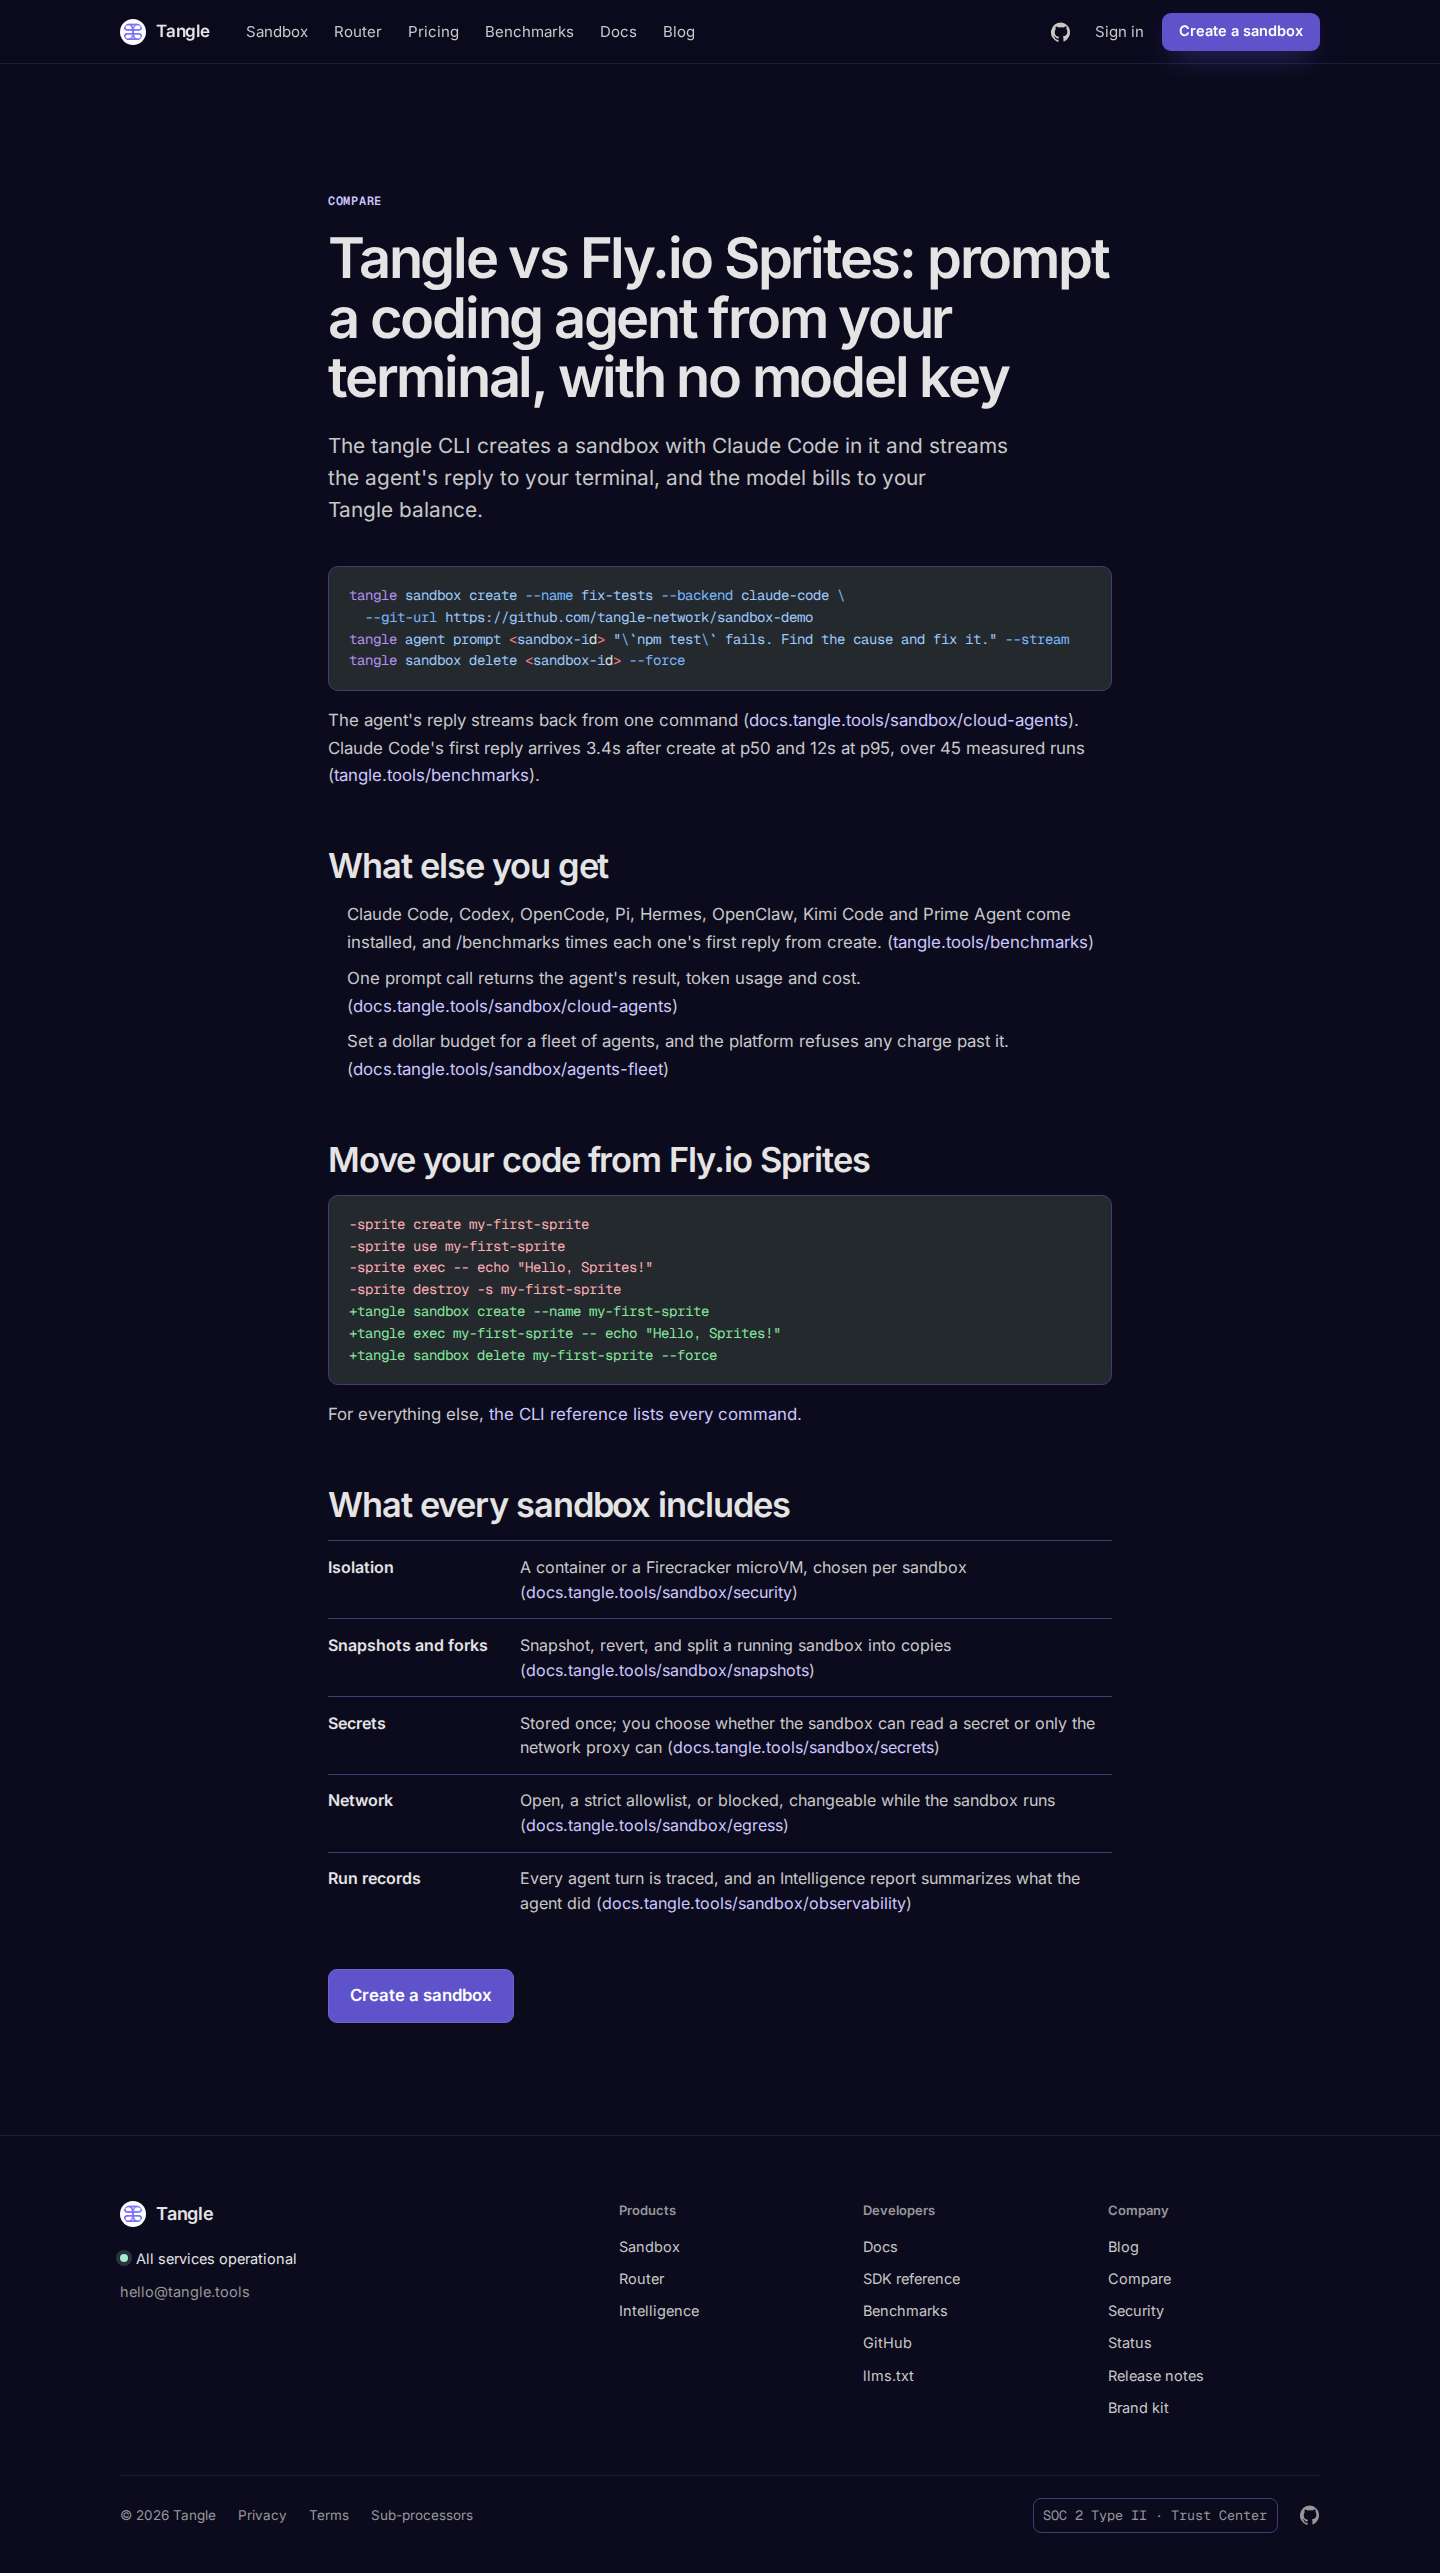 Tangle
Sandbox Router Pricing Benchmarks Docs Blog
Sign in
Create a sandbox
COMPARE
Tangle vs Fly.io Sprites: prompt
a coding agent from your
terminal, with no model key
The tangle CLI creates a sandbox with Claude Code in it and streams
the agent's reply to your terminal, and the model bills to your
Tangle balance.
tangle sandbox create --name fix-tests --backend claude-code \
--git-url https://github.com/tangle-network/sandbox-demo
tangle agent prompt <sandbox-id> "\`npm test\` fails. Find the cause and fix it." --stream
tangle sandbox delete <sandbox-id> --force
The agent's reply streams back from one command (docs.tangle.tools/sandbox/cloud-agents).
Claude Code's first reply arrives 3.4s after create at p50 and 12s at p95, over 45 measured runs
(tangle.tools/benchmarks).
What else you get
Claude Code, Codex, OpenCode, Pi, Hermes, OpenClaw, Kimi Code and Prime Agent come
installed, and /benchmarks times each one's first reply from create. (tangle.tools/benchmarks)
One prompt call returns the agent's result, token usage and cost.
(docs.tangle.tools/sandbox/cloud-agents)
Set a dollar budget for a fleet of agents, and the platform refuses any charge past it.
(docs.tangle.tools/sandbox/agents-fleet)
Move your code from Fly.io Sprites
-sprite create my-first-sprite
-sprite use my-first-sprite
-sprite exec -- echo "Hello, Sprites!"
-sprite destroy -s my-first-sprite
+tangle sandbox create --name my-first-sprite
+tangle exec my-first-sprite -- echo "Hello, Sprites!"
+tangle sandbox delete my-first-sprite --force
For everything else, the CLI reference lists every command.
What every sandbox includes
Isolation
A container or a Firecracker microVM, chosen per sandbox
(docs.tangle.tools/sandbox/security)
Snapshots and forks
Snapshot, revert, and split a running sandbox into copies
(docs.tangle.tools/sandbox/snapshots)
Secrets
Stored once; you choose whether the sandbox can read a secret or only the
network proxy can (docs.tangle.tools/sandbox/secrets)
Network
Open, a strict allowlist, or blocked, changeable while the sandbox runs
(docs.tangle.tools/sandbox/egress)
Run records
Every agent turn is traced, and an Intelligence report summarizes what the
agent did (docs.tangle.tools/sandbox/observability)
Create a sandbox
Tangle
All services operational
hello@tangle.tools
Products
Sandbox
Router
Intelligence
Developers
Docs
SDK reference
Benchmarks
GitHub
llms.txt
Company
Blog
Compare
Security
Status
Release notes
Brand kit
© 2026 Tangle Privacy Terms Sub-processors
SOC 2 Type II · Trust Center